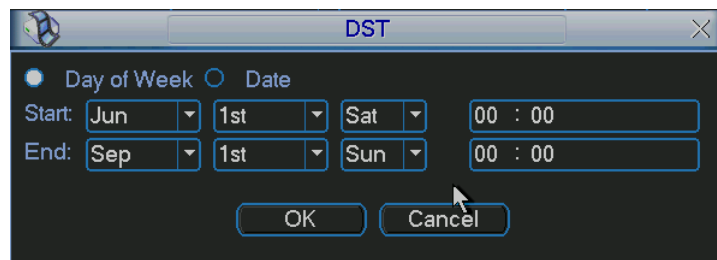 DST
Day of Week Date
Start: Jun 1st Sat 00 : 00
End: Sep 1st Sun 00 : 00
OK Cancel